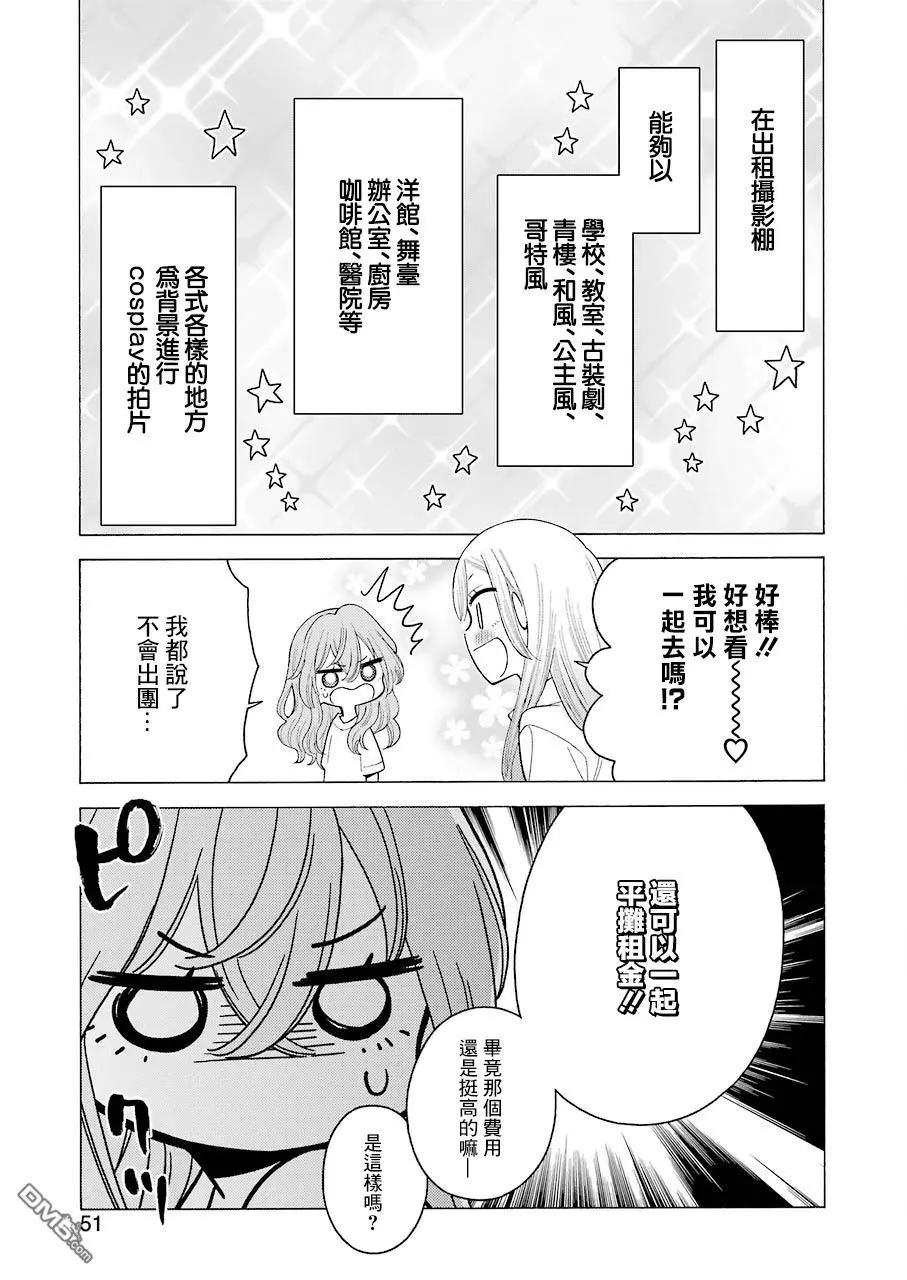 在出租攝影棚
能夠以
學校、教室、古裝劇、
青樓、和風、公主風、
哥特風
洋館、舞臺
辦公室、廚房
咖啡館、醫院等
各式各樣的地方
爲背景進行
cosplay的拍片
好棒!!
好想看~~♡
我可以
一起去嗎!?
我都說了
不會出團…
還可以一起
平攤租金!!
畢竟那個費用
還是挺高的嘛—
是這樣嗎?
ピク
51